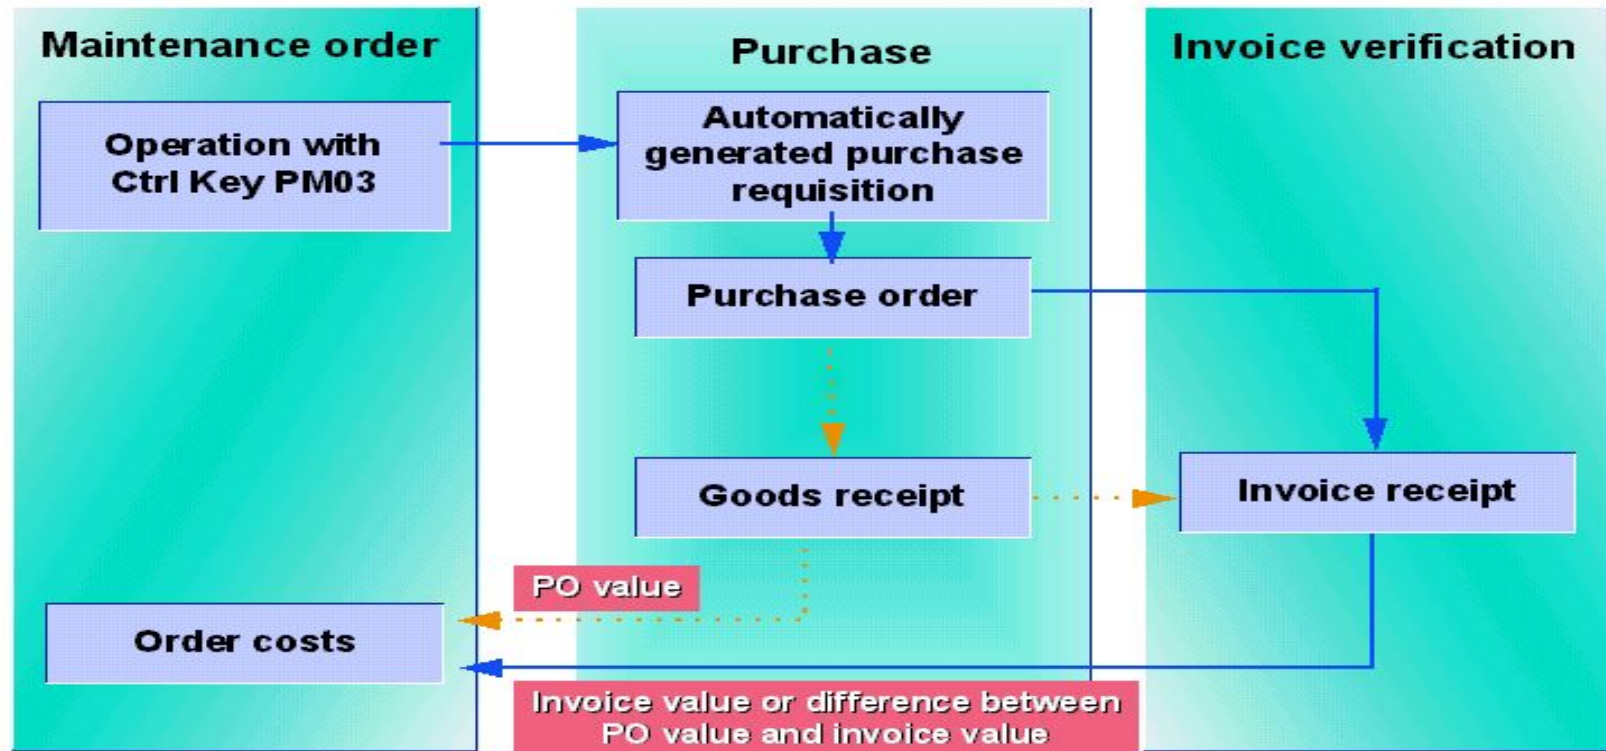 Maintenance order
Purchase
Invoice verification
Operation with
Ctrl Key PM03
Automatically
generated purchase
requisition
Purchase order
Goods receipt
Invoice receipt
PO value
Order costs
Invoice value or difference between
PO value and invoice value